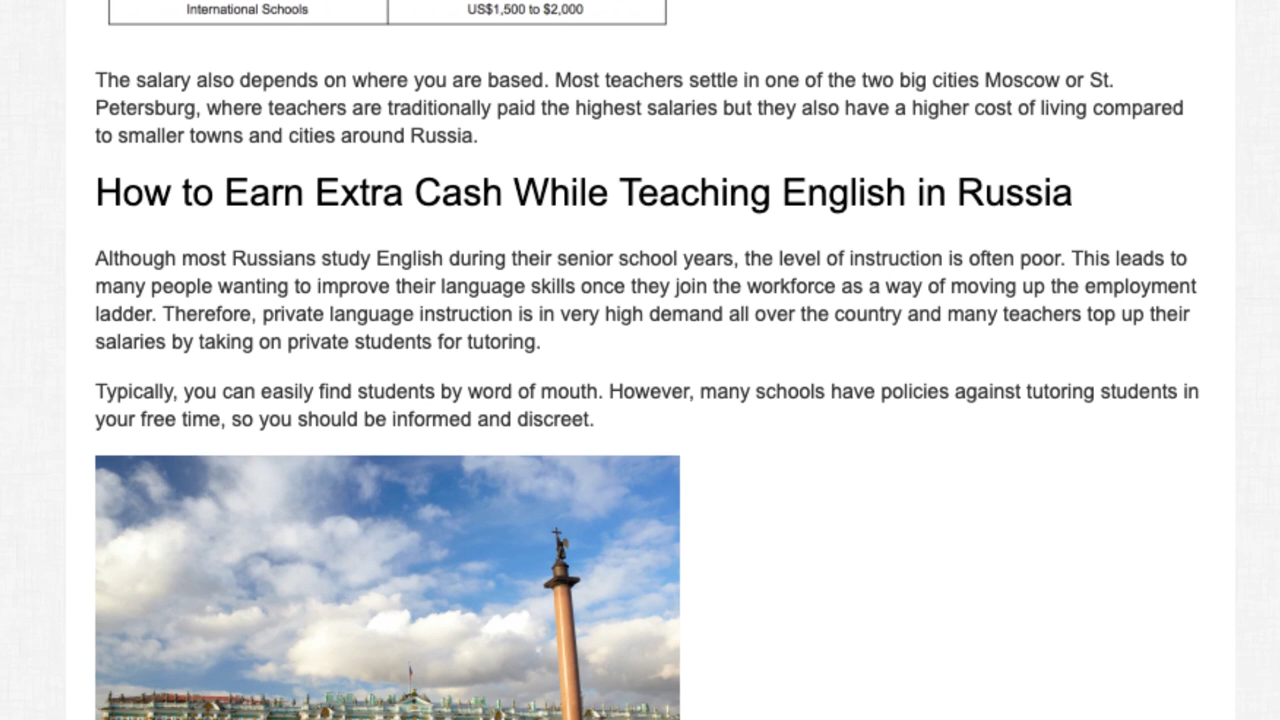 International Schools US$1,500 to $2,000
The salary also depends on where you are based. Most teachers settle in one of the two big cities Moscow or St.
Petersburg, where teachers are traditionally paid the highest salaries but they also have a higher cost of living compared
to smaller towns and cities around Russia.
How to Earn Extra Cash While Teaching English in Russia
Although most Russians study English during their senior school years, the level of instruction is often poor. This leads to
many people wanting to improve their language skills once they join the workforce as a way of moving up the employment
ladder. Therefore, private language instruction is in very high demand all over the country and many teachers top up their
salaries by taking on private students for tutoring.
Typically, you can easily find students by word of mouth. However, many schools have policies against tutoring students in
your free time, so you should be informed and discreet.